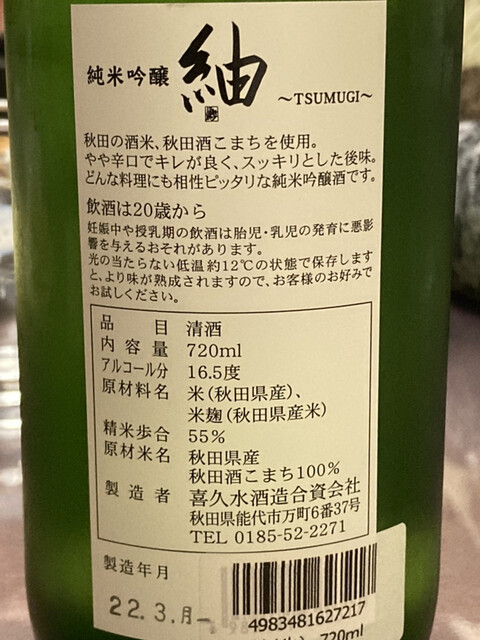 純米吟醸 紬 ～TSUMUGI～
秋田の酒米、秋田酒こまちを使用。
やや辛口でキレが良く、スッキリとした後味。
どんな料理にも相性ピッタリな純米吟醸酒です。
飲酒は20歳から
妊娠中や授乳期の飲酒は胎児・乳児の発育に悪影
響を与えるおそれがあります。
光の当たらない低温約12℃の状態で保存します
と、より味が熟成されますので、お客様のお好みで
お試しください。
品目 清酒
内容量 720ml
アルコール分 16.5度
原材料名 米(秋田県産)、
米麹(秋田県産米)
精米歩合 55%
原材米名 秋田県産
秋田酒こまち100%
製造者 喜久水酒造合資会社
秋田県能代市万町6番37号
TEL 0185-52-2271
製造年月
22.3.月
4983481627217
720ml